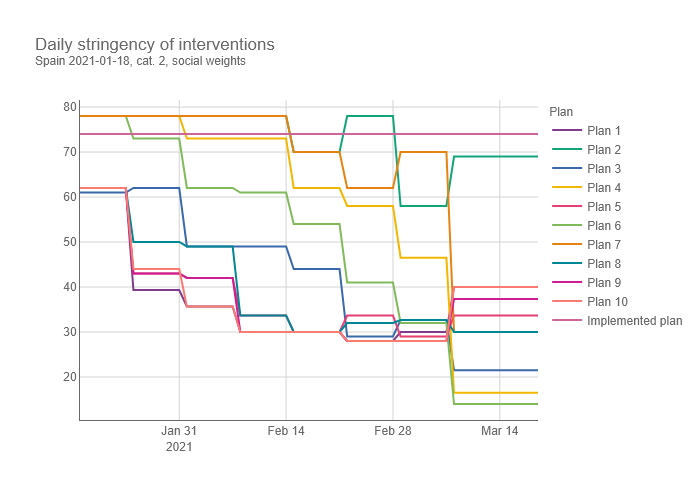 Daily stringency of interventions
Spain 2021-01-18, cat. 2, social weights
80
70
60
50
40
30
20
Jan 31
2021
Feb 14
Feb 28
Mar 14
Plan
Plan 1
Plan 2
Plan 3
Plan 4
Plan 5
Plan 6
Plan 7
Plan 8
Plan 9
Plan 10
Implemented plan